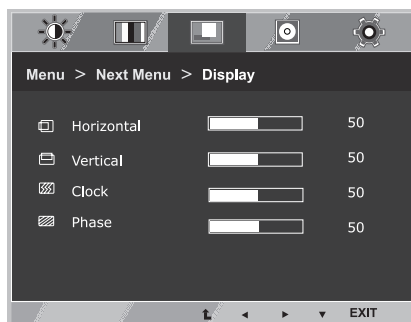 Menu > Next Menu > Display
Horizontal 50
Vertical 50
Clock 50
Phase 50
EXIT